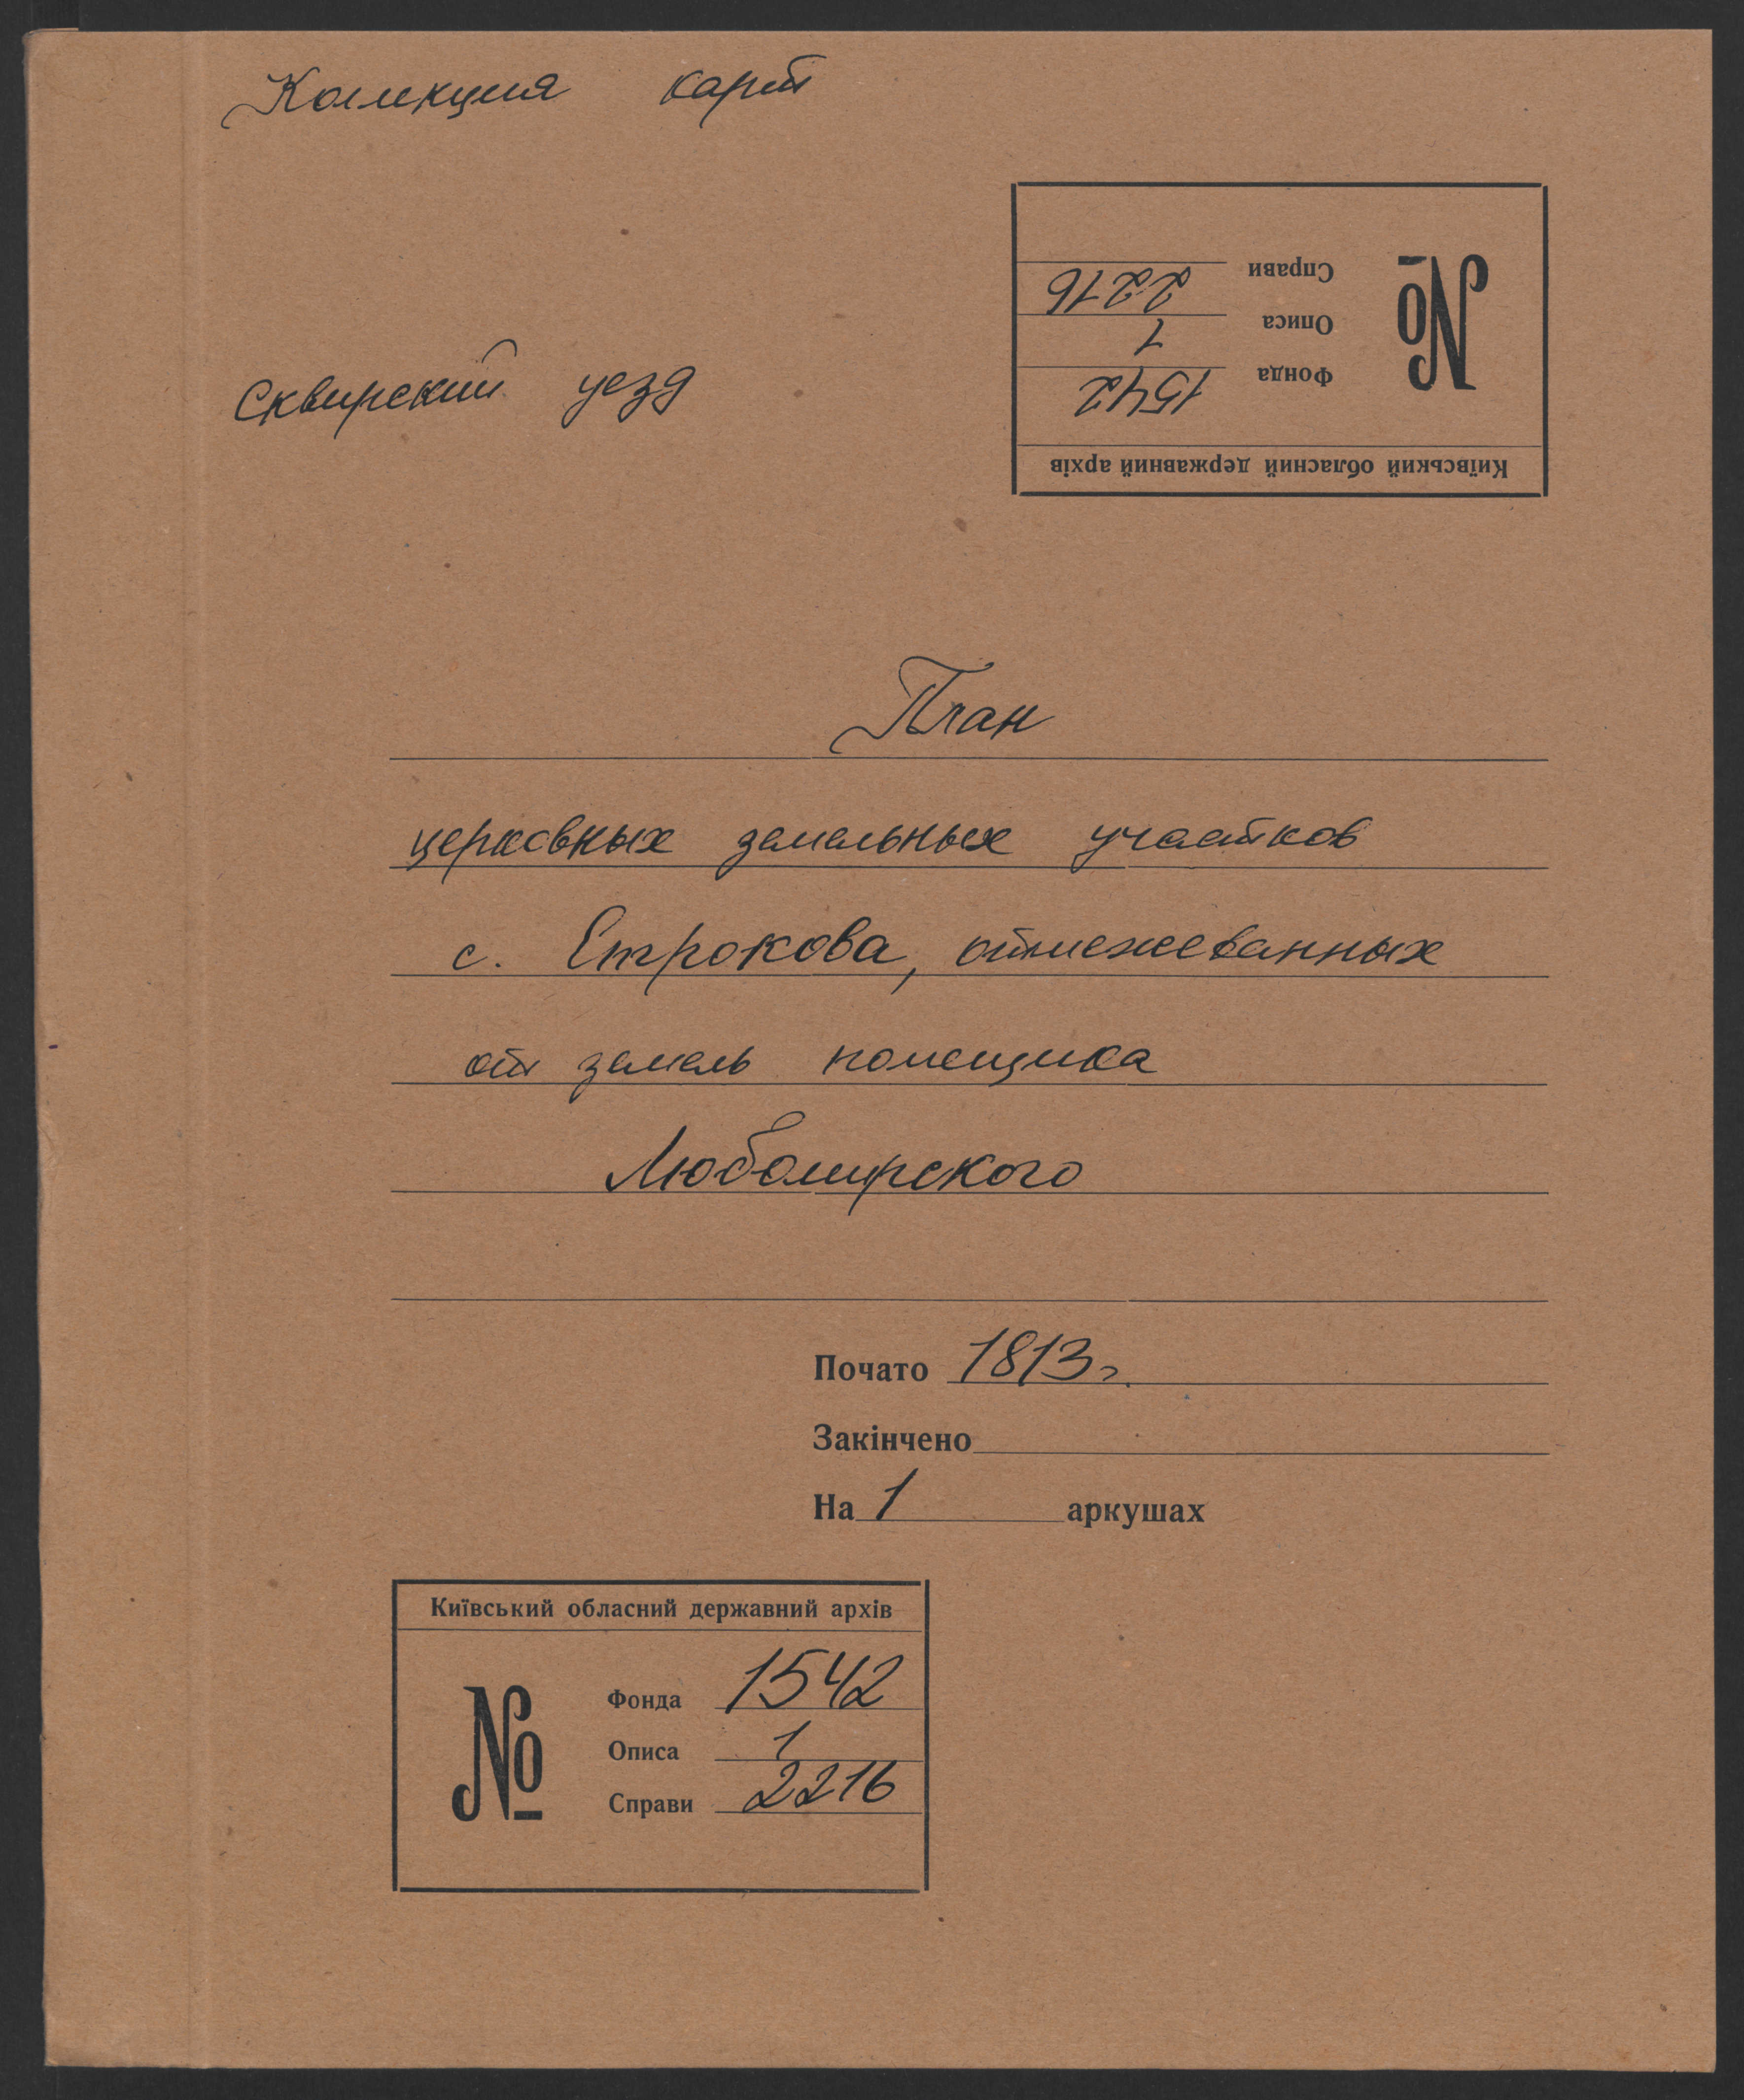 Коллекция карт
Київський обласний державний архів
№
Фонда 1542
Описа 1
Справи 2216
Сквирский уезд
План
церковных земельных участков
с. Строкова, отмежеванных
от земель помещика
Любомирского
Почато 1813 г.
Закінчено
На 1 аркушах
Київський обласний державний архів
№
Фонда 1542
Описа 1
Справи 2216